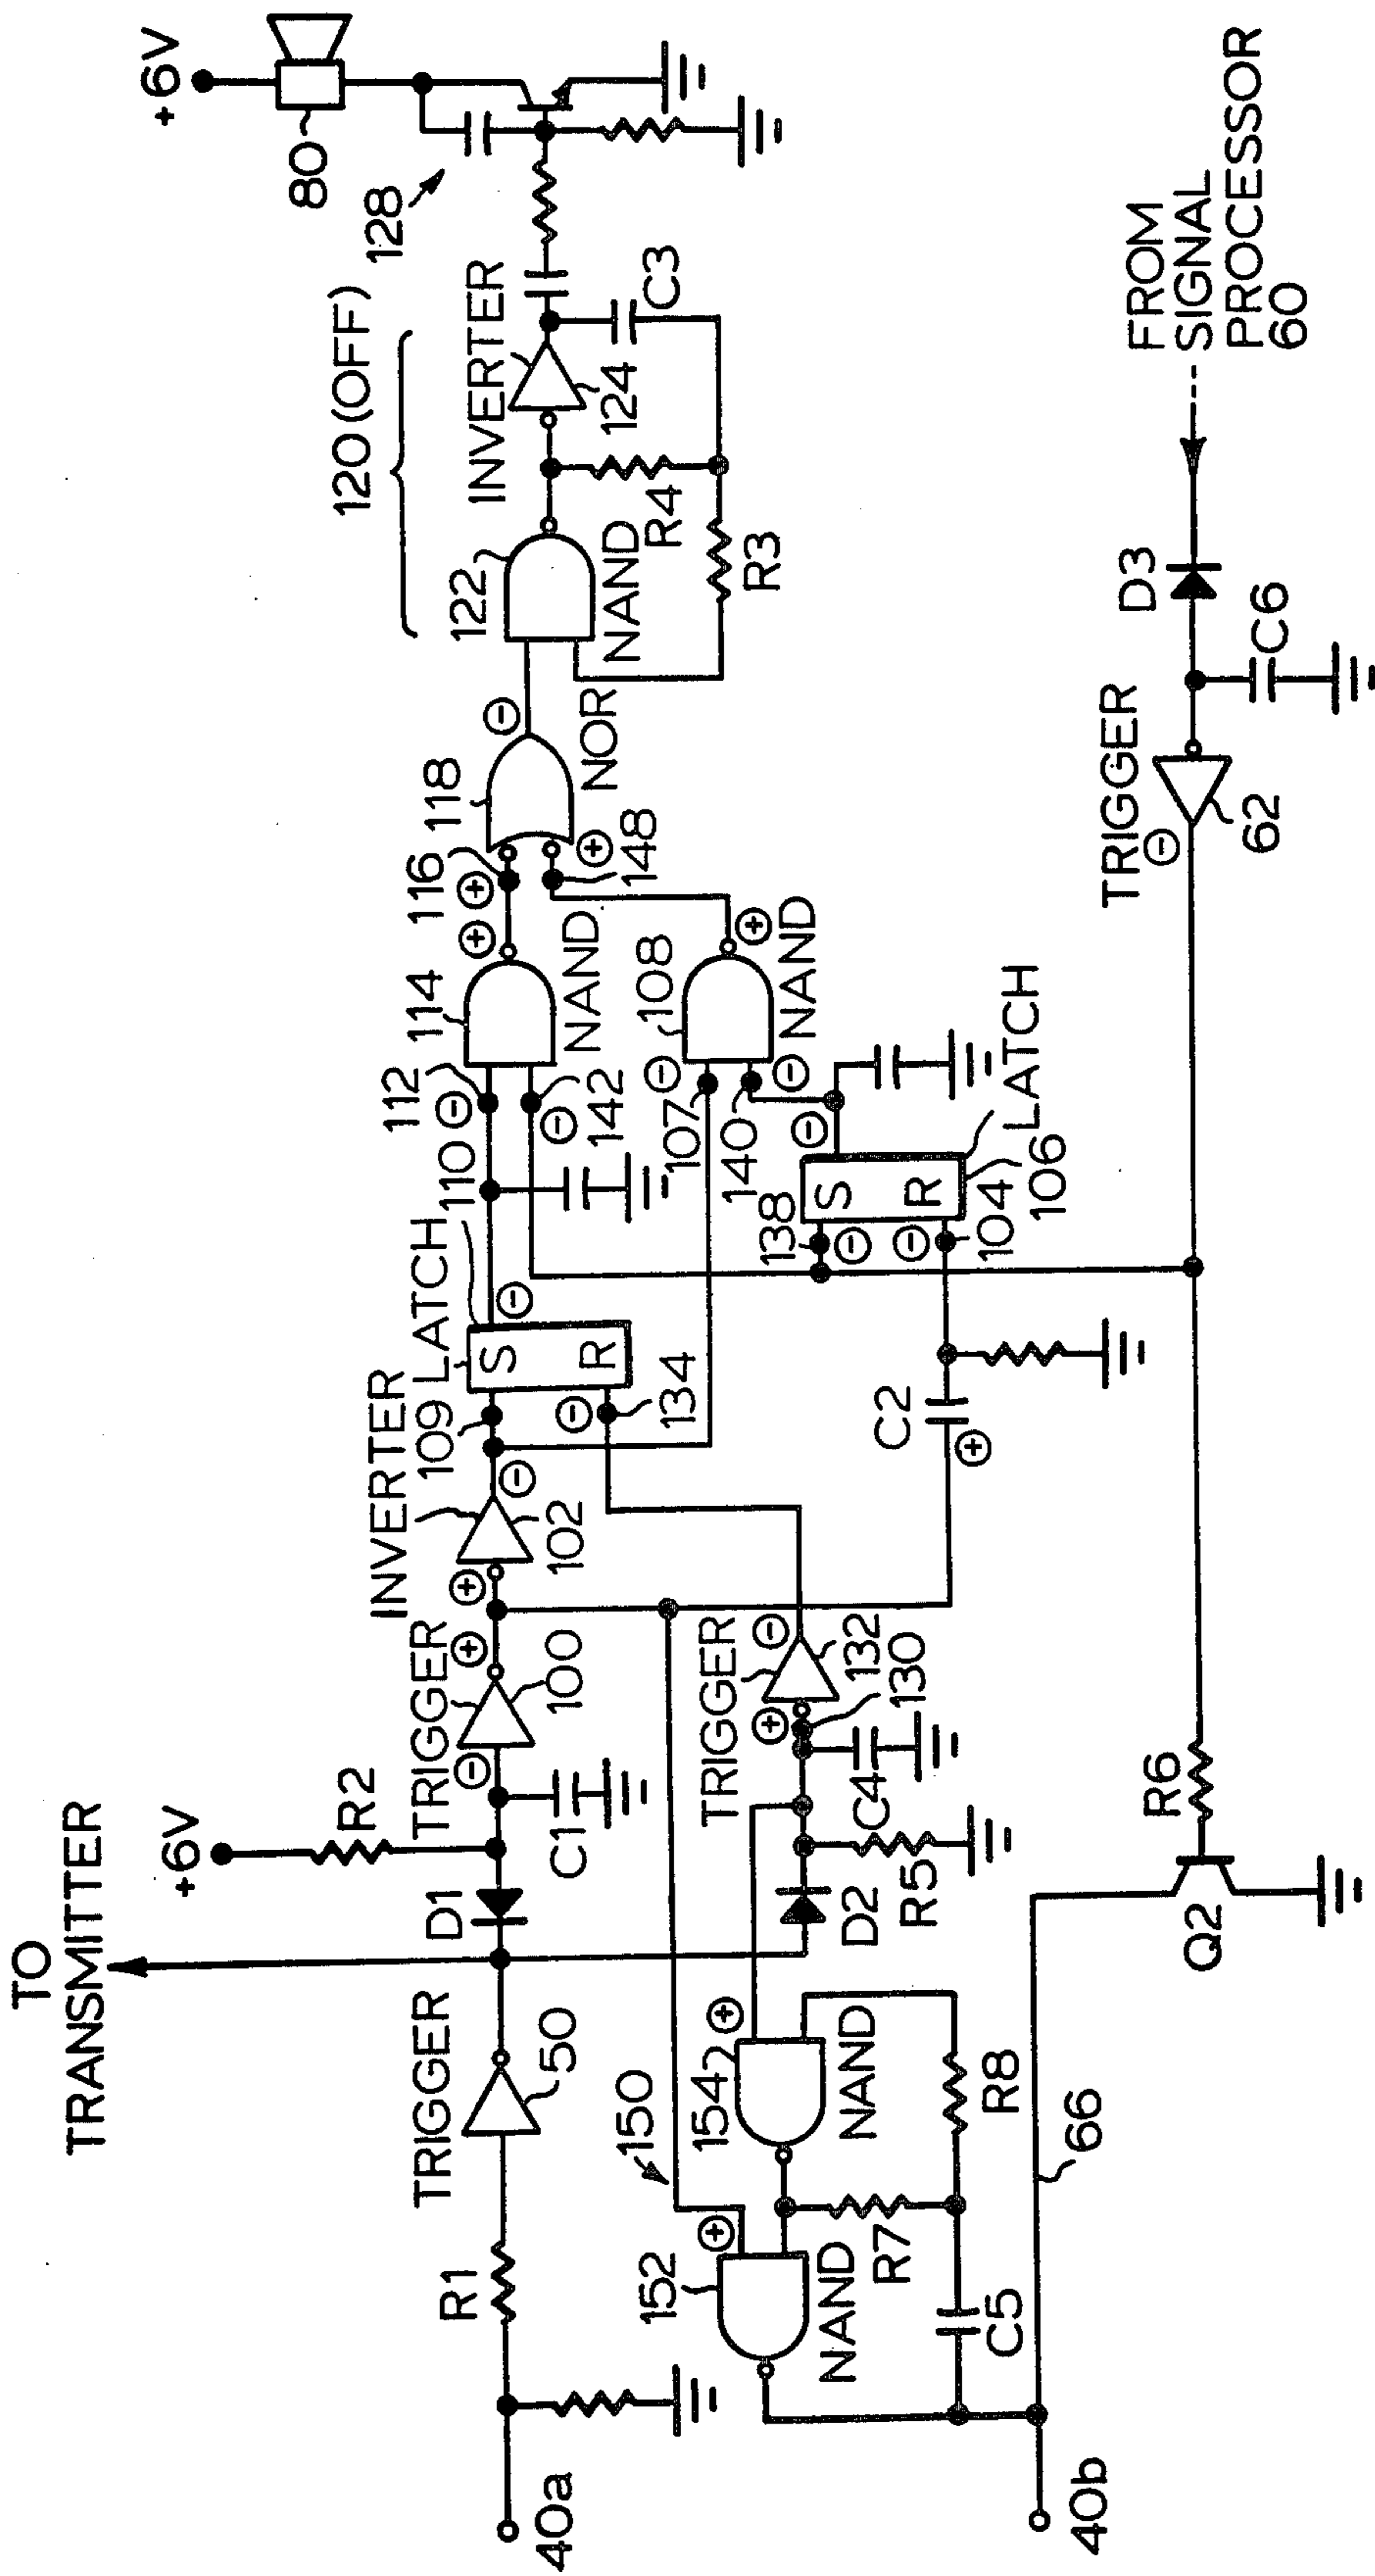 TO
TRANSMITTER
+6V
R2
TRIGGER
50
R1
40a
D1
C1
TRIGGER
100
INVERTER
102
109
LATCH
S
R
134
110
112
142
114
NAND
116
118
NOR
148
107
140
108
NAND
138
104
106
S
R
LATCH
120 (OFF)
122
NAND
R4
R3
INVERTER
124
C3
128
80
+6V
150
152
NAND
154
NAND
R7
R8
C5
D2
R5
C4
TRIGGER
132
130
C2
66
40b
Q2
R6
TRIGGER
62
D3
C6
FROM
SIGNAL
PROCESSOR
60